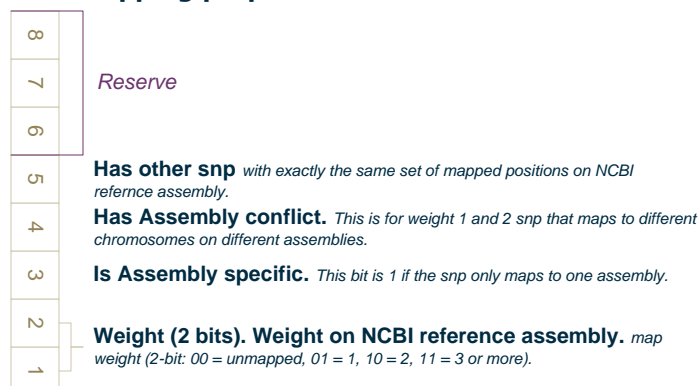 8
7
Reserve
6
5
Has other snp with exactly the same set of mapped positions on NCBI
refernce assembly.
4
Has Assembly conflict. This is for weight 1 and 2 snp that maps to different
chromosomes on different assemblies.
3
Is Assembly specific. This bit is 1 if the snp only maps to one assembly.
2
Weight (2 bits). Weight on NCBI reference assembly. map
weight (2-bit: 00 = unmapped, 01 = 1, 10 = 2, 11 = 3 or more).
1